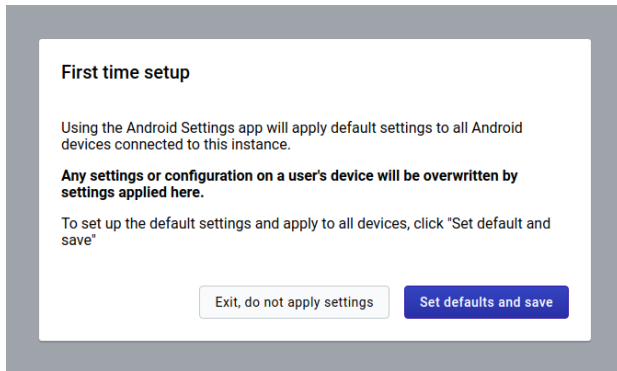 First time setup
Using the Android Settings app will apply default settings to all Android
devices connected to this instance.
Any settings or configuration on a user's device will be overwritten by
settings applied here.
To set up the default settings and apply to all devices, click "Set default and
save"
Exit, do not apply settings
Set defaults and save